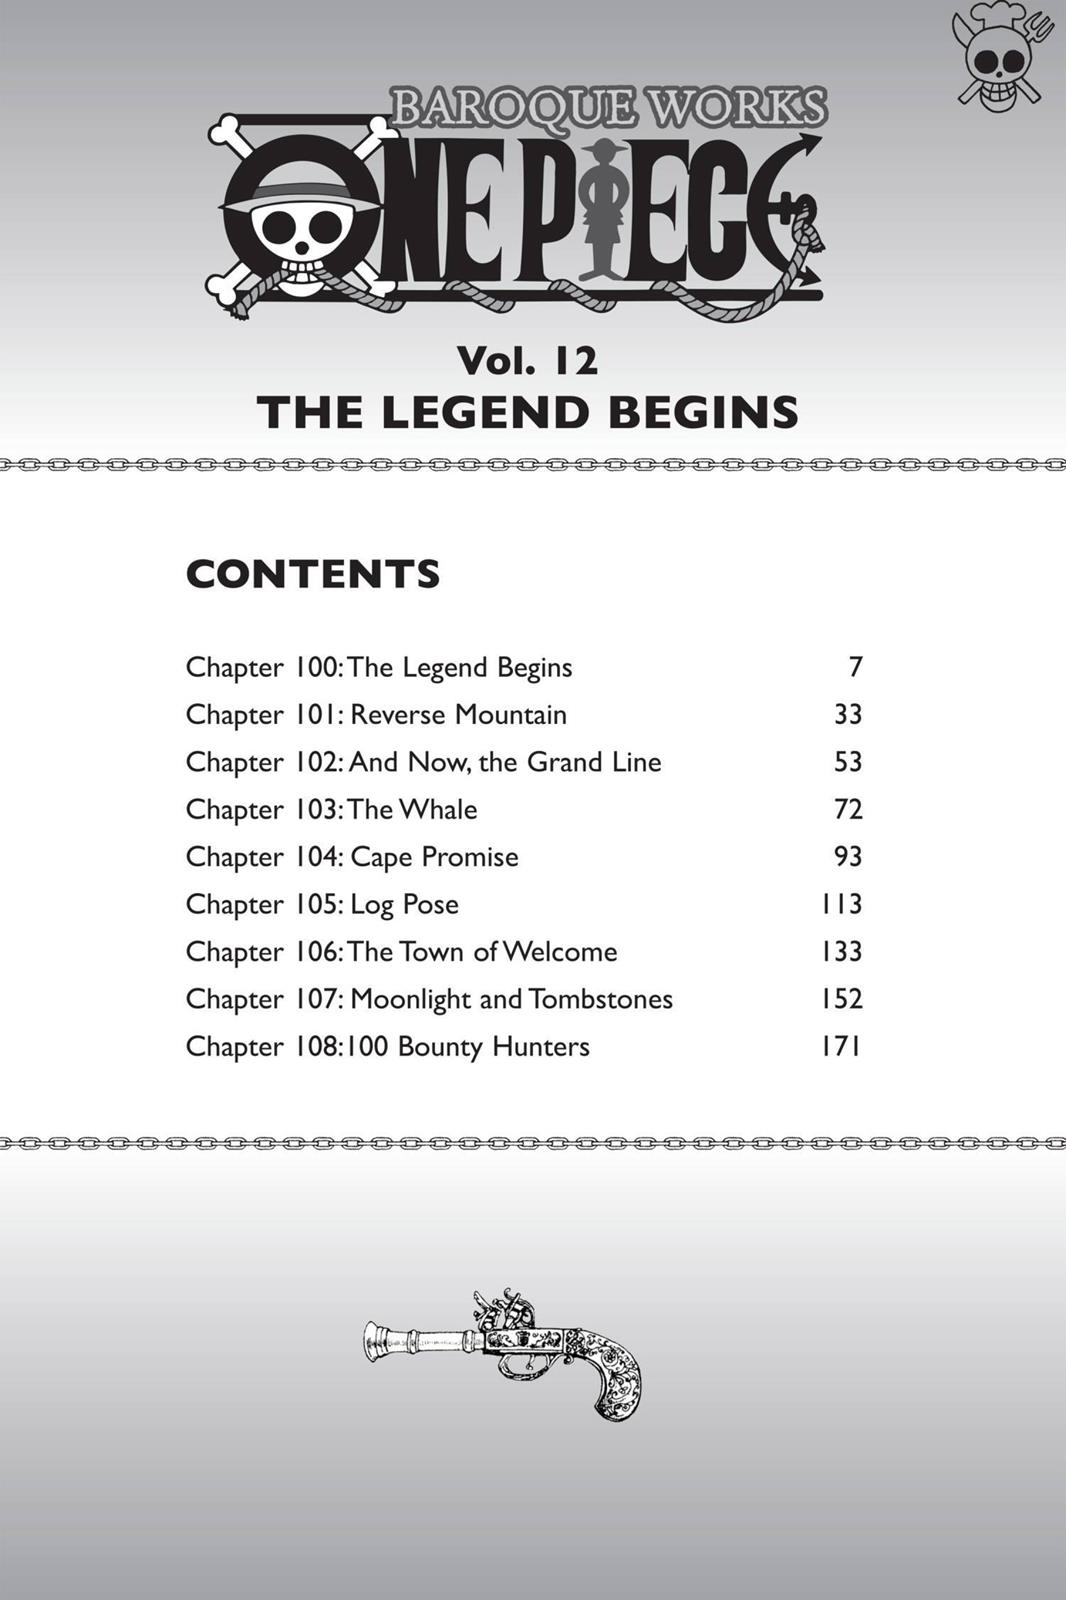 BAROQUE WORKS
ONE PIECE
Vol. 12
THE LEGEND BEGINS
CONTENTS
Chapter 100: The Legend Begins 7
Chapter 101: Reverse Mountain 33
Chapter 102: And Now, the Grand Line 53
Chapter 103: The Whale 72
Chapter 104: Cape Promise 93
Chapter 105: Log Pose 113
Chapter 106: The Town of Welcome 133
Chapter 107: Moonlight and Tombstones 152
Chapter 108:100 Bounty Hunters 171